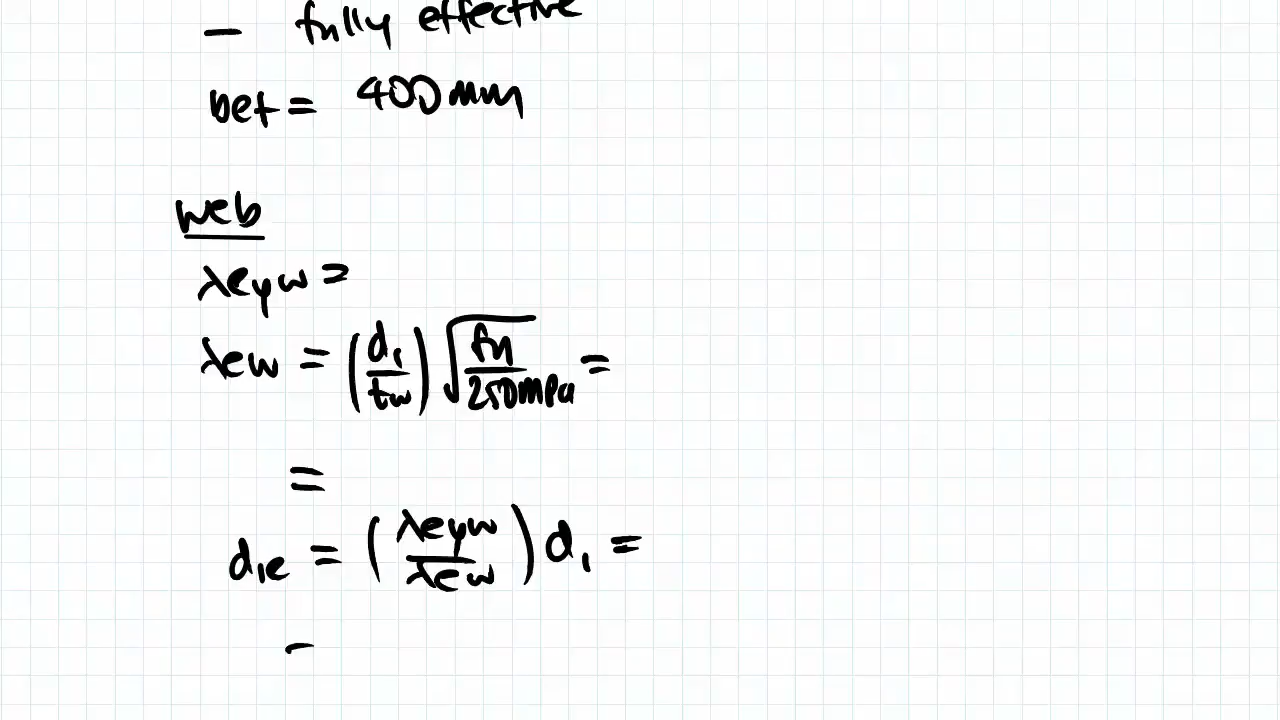 — fully effective
bef = 400mm
web
λeyw =
λew = (d₁/tw) √(fy/250mPa) =
=
d₁e = (λeyw/λew) d₁ =
–